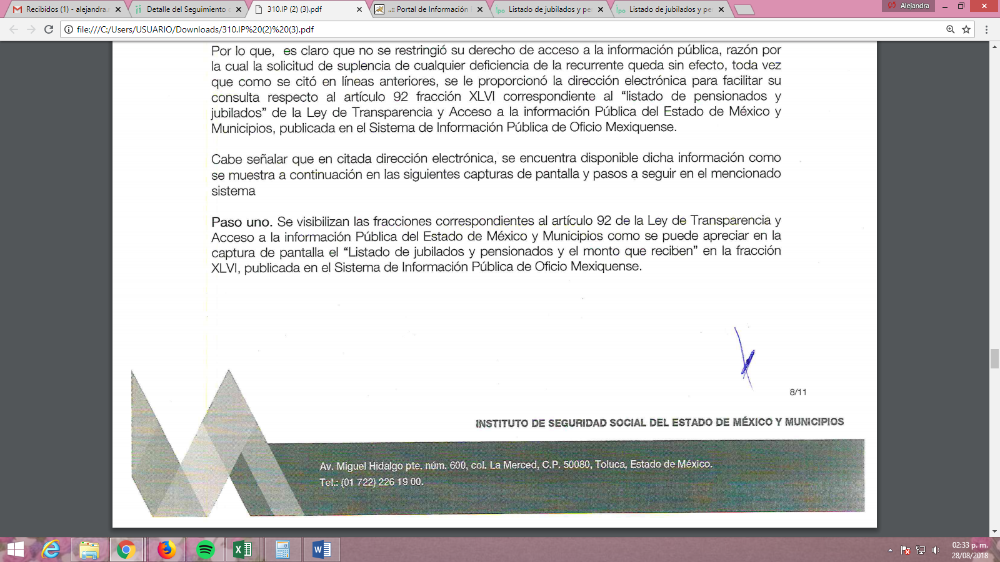 Recibidos (1) - alejandra.
Detalle del Seguimiento d
310.IP (2) (3).pdf
..:: Portal de Información
Listado de jubilados y pe
Listado de jubilados y pe
Alejandra
file:///C:/Users/USUARIO/Downloads/310.IP%20(2)%20(3).pdf
Por lo que, es claro que no se restringió su derecho de acceso a la información pública, razón por
la cual la solicitud de suplencia de cualquier deficiencia de la recurrente queda sin efecto, toda vez
que como se citó en líneas anteriores, se le proporcionó la dirección electrónica para facilitar su
consulta respecto al artículo 92 fracción XLVI correspondiente al “listado de pensionados y
jubilados” de la Ley de Transparencia y Acceso a la información Pública del Estado de México y
Municipios, publicada en el Sistema de Información Pública de Oficio Mexiquense.
Cabe señalar que en citada dirección electrónica, se encuentra disponible dicha información como
se muestra a continuación en las siguientes capturas de pantalla y pasos a seguir en el mencionado
sistema
Paso uno. Se visibilizan las fracciones correspondientes al artículo 92 de la Ley de Transparencia y
Acceso a la información Pública del Estado de México y Municipios como se puede apreciar en la
captura de pantalla el “Listado de jubilados y pensionados y el monto que reciben” en la fracción
XLVI, publicada en el Sistema de Información Pública de Oficio Mexiquense.
8/11
INSTITUTO DE SEGURIDAD SOCIAL DEL ESTADO DE MÉXICO Y MUNICIPIOS
Av. Miguel Hidalgo pte. núm. 600, col. La Merced, C.P. 50080, Toluca, Estado de México.
Tel.: (01 722) 226 19 00.
02:33 p. m.
28/08/2018